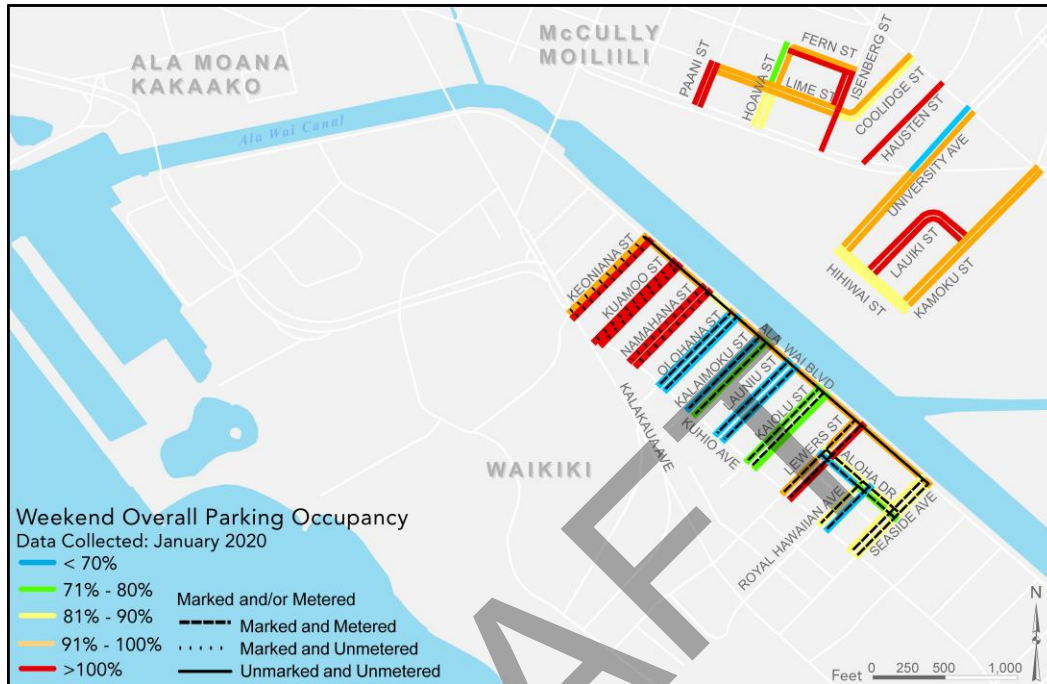 ALA MOANA
KAKAAKO
McCULLY
MOILIILI
Ala Wai Canal
PAANI ST
HOAWA ST
FERN ST
LIME ST
ISENBERG ST
COOLIDGE ST
HAUSTEN ST
UNIVERSITY AVE
LAUIKI ST
HIHIWAI ST
KAMOKU ST
KEONIANA ST
KUAMOO ST
NAMAHANA ST
OLOHANA ST
KALAIMOKU ST
LAUNIU ST
KAIOLU ST
LEWERS ST
ALA WAI BLVD
KALAKAUA AVE
KUHIO AVE
ALOHA DR
ROYAL HAWAIIAN AVE
SEASIDE AVE
WAIKIKI
Weekend Overall Parking Occupancy
Data Collected: January 2020
< 70%
71% - 80%
81% - 90%
91% - 100%
>100%
Marked and/or Metered
Marked and Metered
Marked and Unmetered
Unmarked and Unmetered
N
Feet 0 250 500 1,000